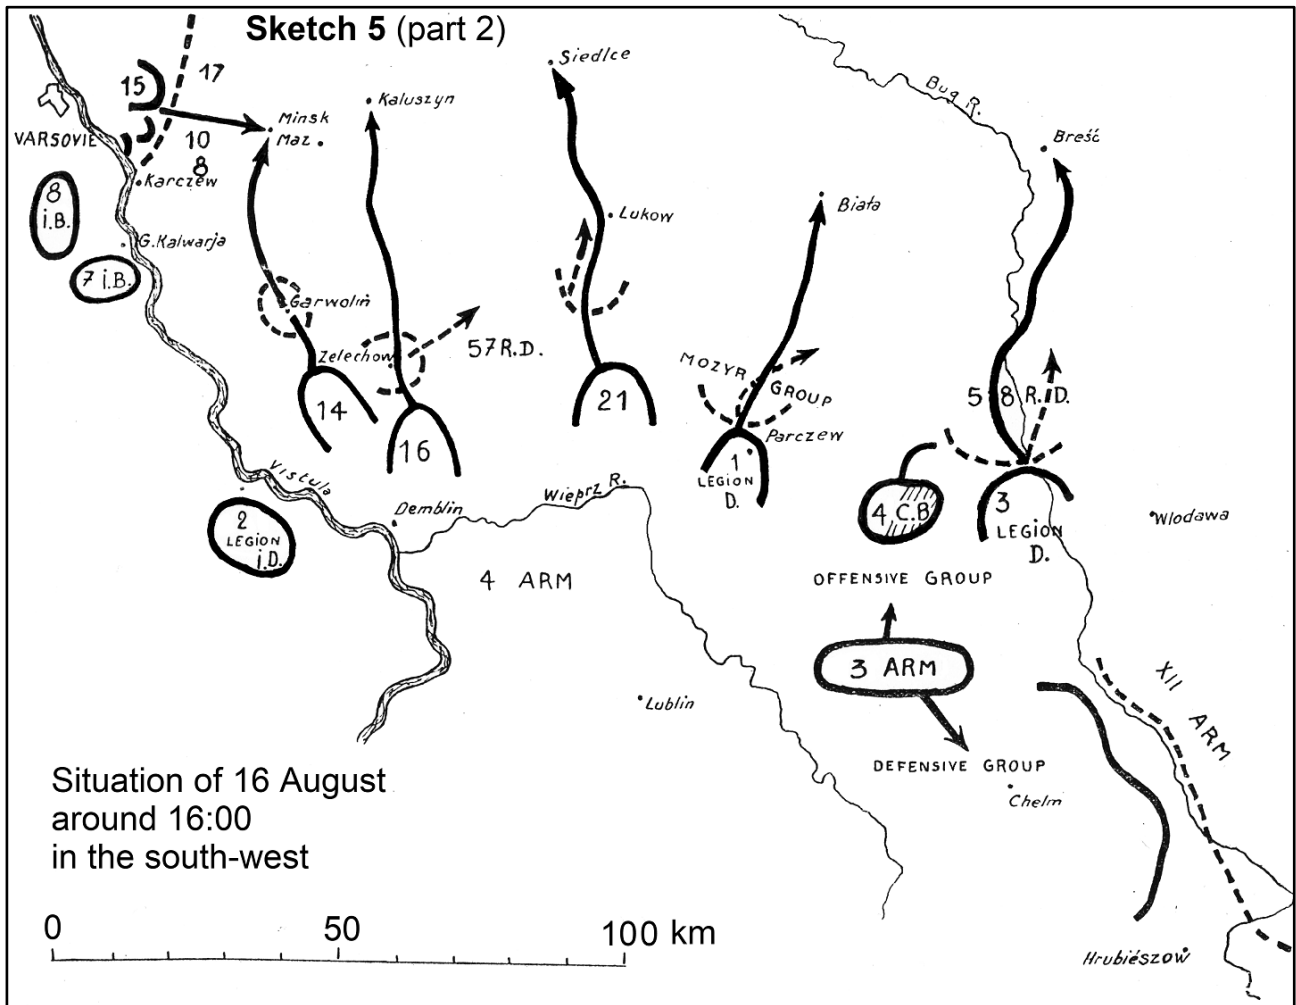 Sketch 5 (part 2)
Siedlce
15
17
Kaluszyn
Bug R.
Minsk
Maz.
VARSOVIE
10
8
Breść
Karczew
8
i.B.
Lukow
Biała
G.Kalwarja
7 i.B.
Garwolin
57 R.D.
Zelechow
MOZYR
GROUP
14
21
58 R.D.
16
Parczew
1
LEGION
D.
Vistula
Wieprz R.
4 C.B
3
LEGION
D.
Wlodawa
Demblin
2
LEGION
i.D.
4 ARM
OFFENSIVE GROUP
3 ARM
XII
ARM
Lublin
DEFENSIVE GROUP
Chelm
Situation of 16 August
around 16:00
in the south-west
0 50 100 km
Hrubiészow